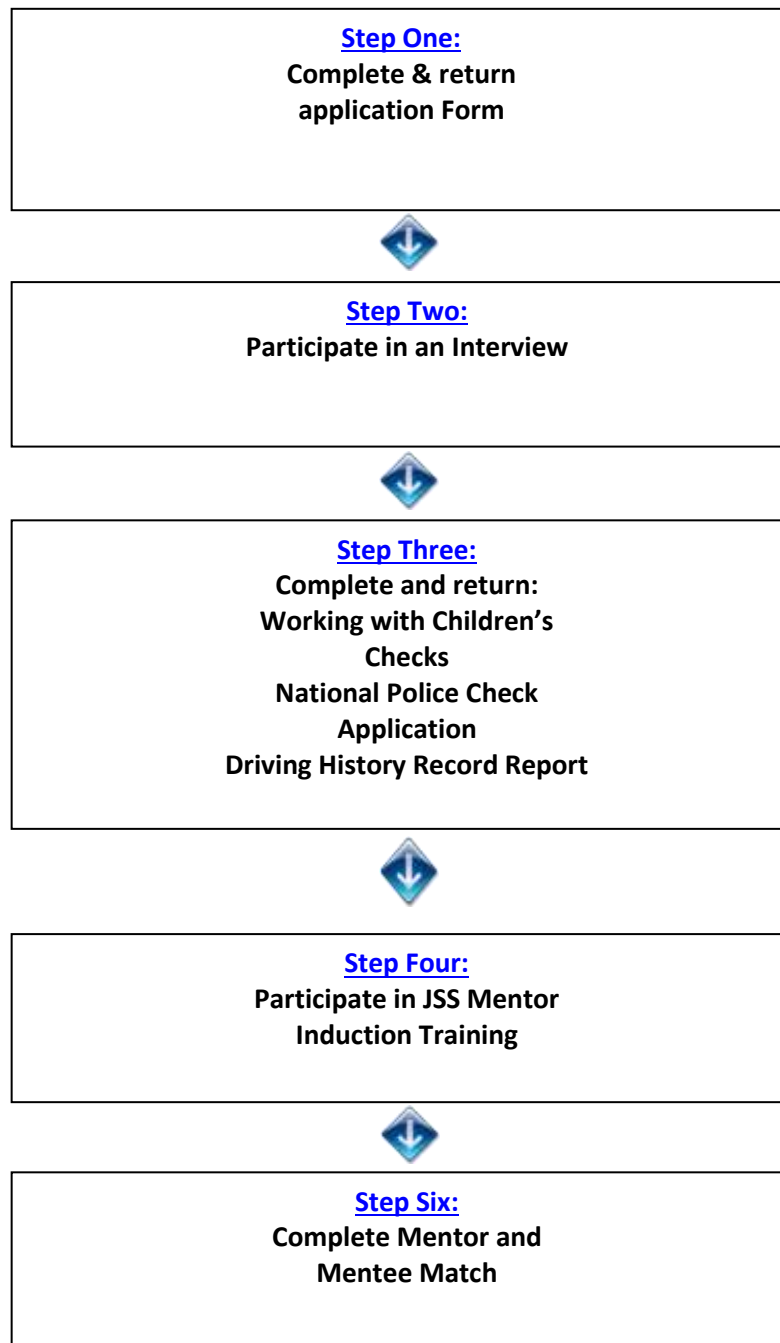 Step One:
Complete & return
application Form
Step Two:
Participate in an Interview
Step Three:
Complete and return:
Working with Children’s
Checks
National Police Check
Application
Driving History Record Report
Step Four:
Participate in JSS Mentor
Induction Training
Step Six:
Complete Mentor and
Mentee Match